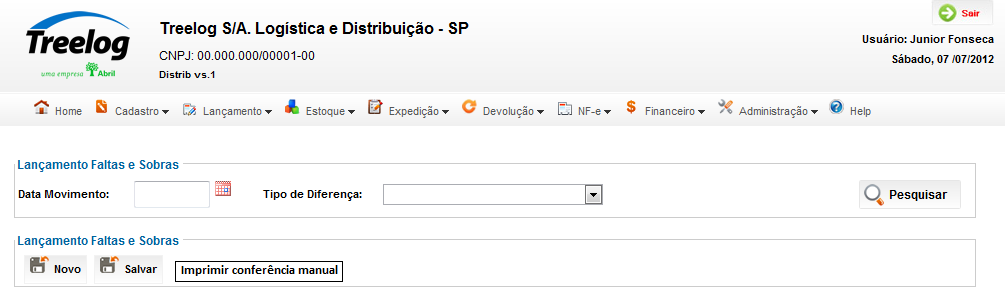 Sair
Treelog
uma empresa Abril
Treelog S/A. Logística e Distribuição - SP
CNPJ: 00.000.000/00001-00
Distrib vs.1
Usuário: Junior Fonseca
Sábado, 07 /07/2012
Home Cadastro Lançamento Estoque Expedição Devolução NF-e Financeiro Administração Help
Lançamento Faltas e Sobras
Data Movimento: Tipo de Diferença: Pesquisar
Lançamento Faltas e Sobras
Novo Salvar Imprimir conferência manual